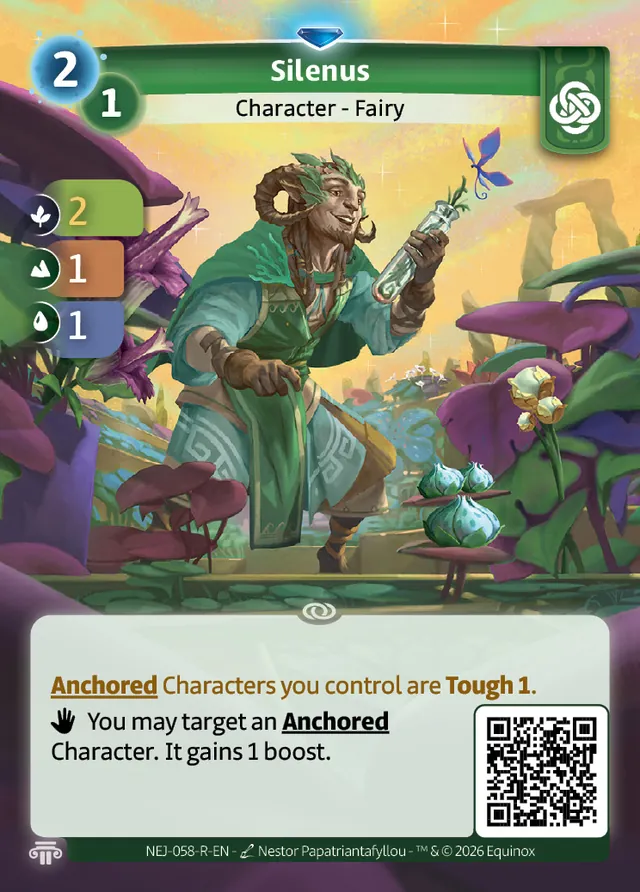 2
Silenus
1
Character - Fairy
2
1
1
Anchored Characters you control are Tough 1.
You may target an Anchored
Character. It gains 1 boost.
NEJ-058-R-EN - Nestor Papatriantafyllou - ™ & © 2026 Equinox